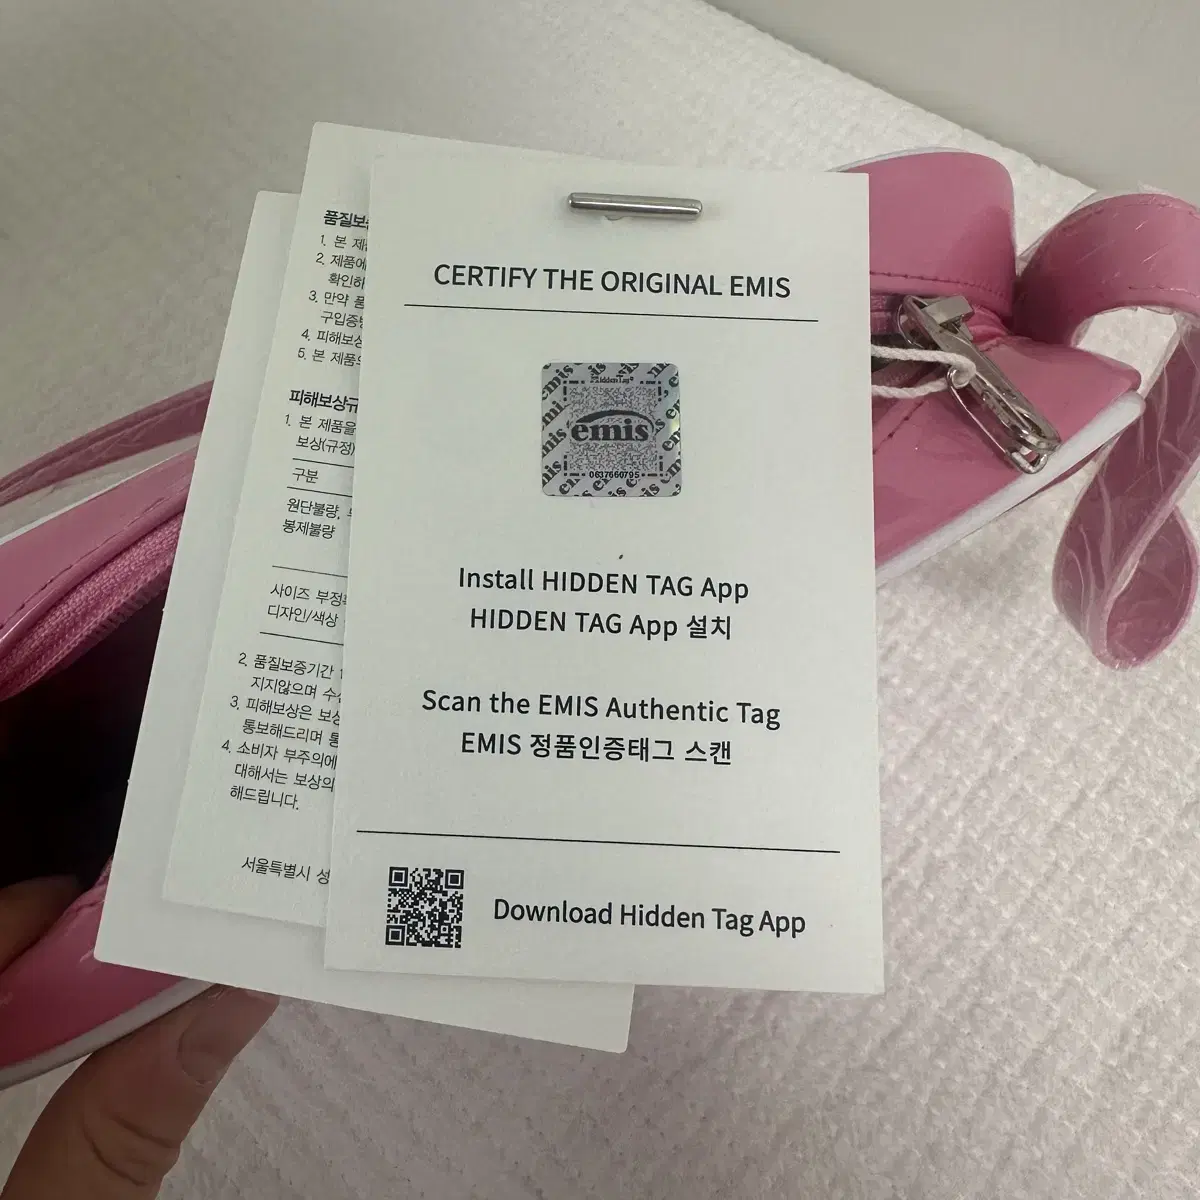 CERTIFY THE ORIGINAL EMIS
HiddenTag®
emis
0637660795
Install HIDDEN TAG App
HIDDEN TAG App 설치
Scan the EMIS Authentic Tag
EMIS 정품인증태그 스캔
Download Hidden Tag App
품질보
1. 본 제
2. 제품에
확인하
3. 만약 품
구입증
4. 피해보상
5. 본 제품
피해보상규
1. 본 제품을
보상(규정)
구분
원단불량,
봉제불량
사이즈 부정
디자인/색상
2. 품질보증기간
지지않으며 수
3. 피해보상은 보상
통보해드리며 통
4. 소비자 부주의에
대해서는 보상의
해드립니다.
서울특별시 성